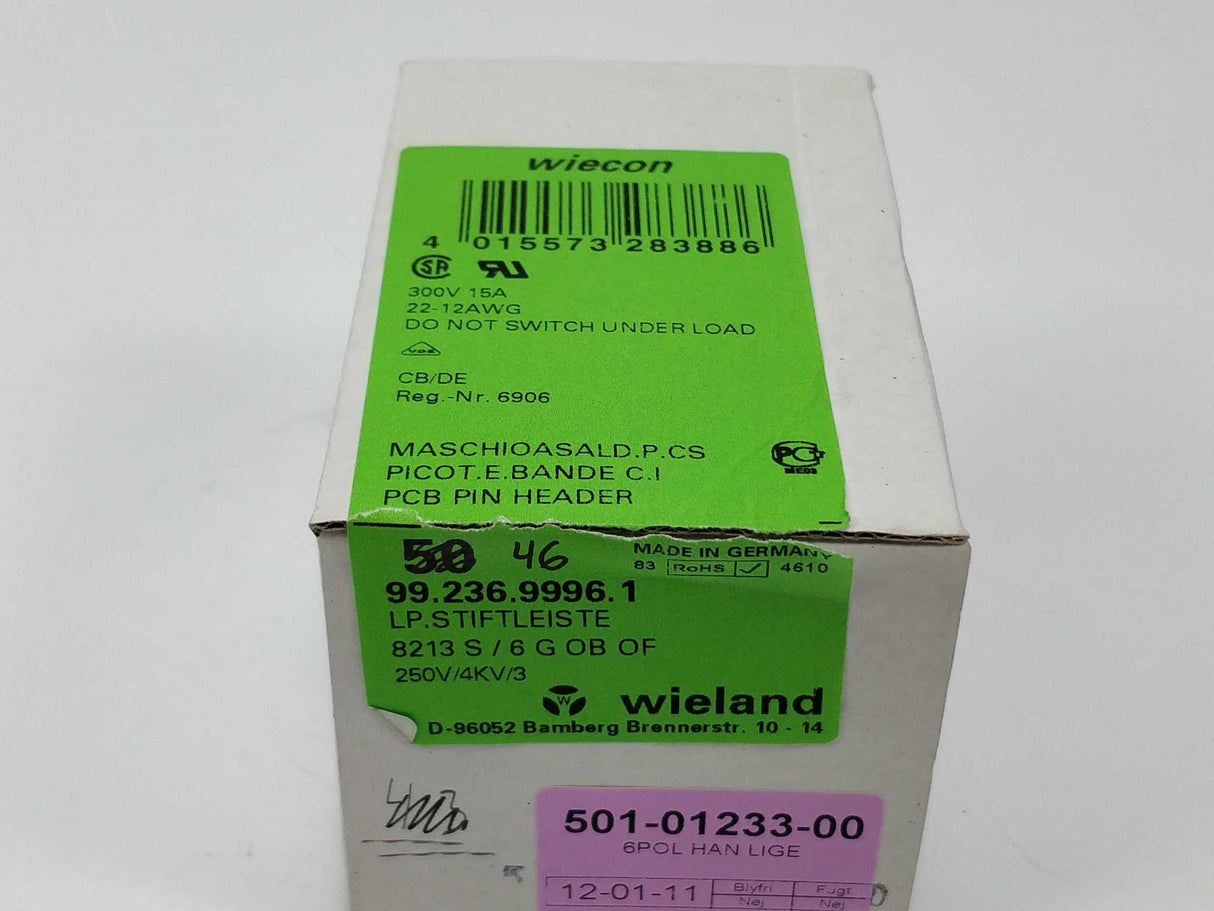 wiecon
4 015573 283886
300V 15A
22-12AWG
DO NOT SWITCH UNDER LOAD
VDE
CB/DE
Reg.-Nr. 6906
MASCHIOASALD.P.CS
PICOT.E.BANDE C.I
PCB PIN HEADER
ME03
50 46
MADE IN GERMANY
83 RoHS 4610
99.236.9996.1
LP.STIFTLEISTE
8213 S / 6 G OB OF
250V/4KV/3
W wieland
D-96052 Bamberg Brennerstr. 10 - 14
501-01233-00
6POL HAN LIGE
12-01-11
Blyfri Fugt
Nej Nej